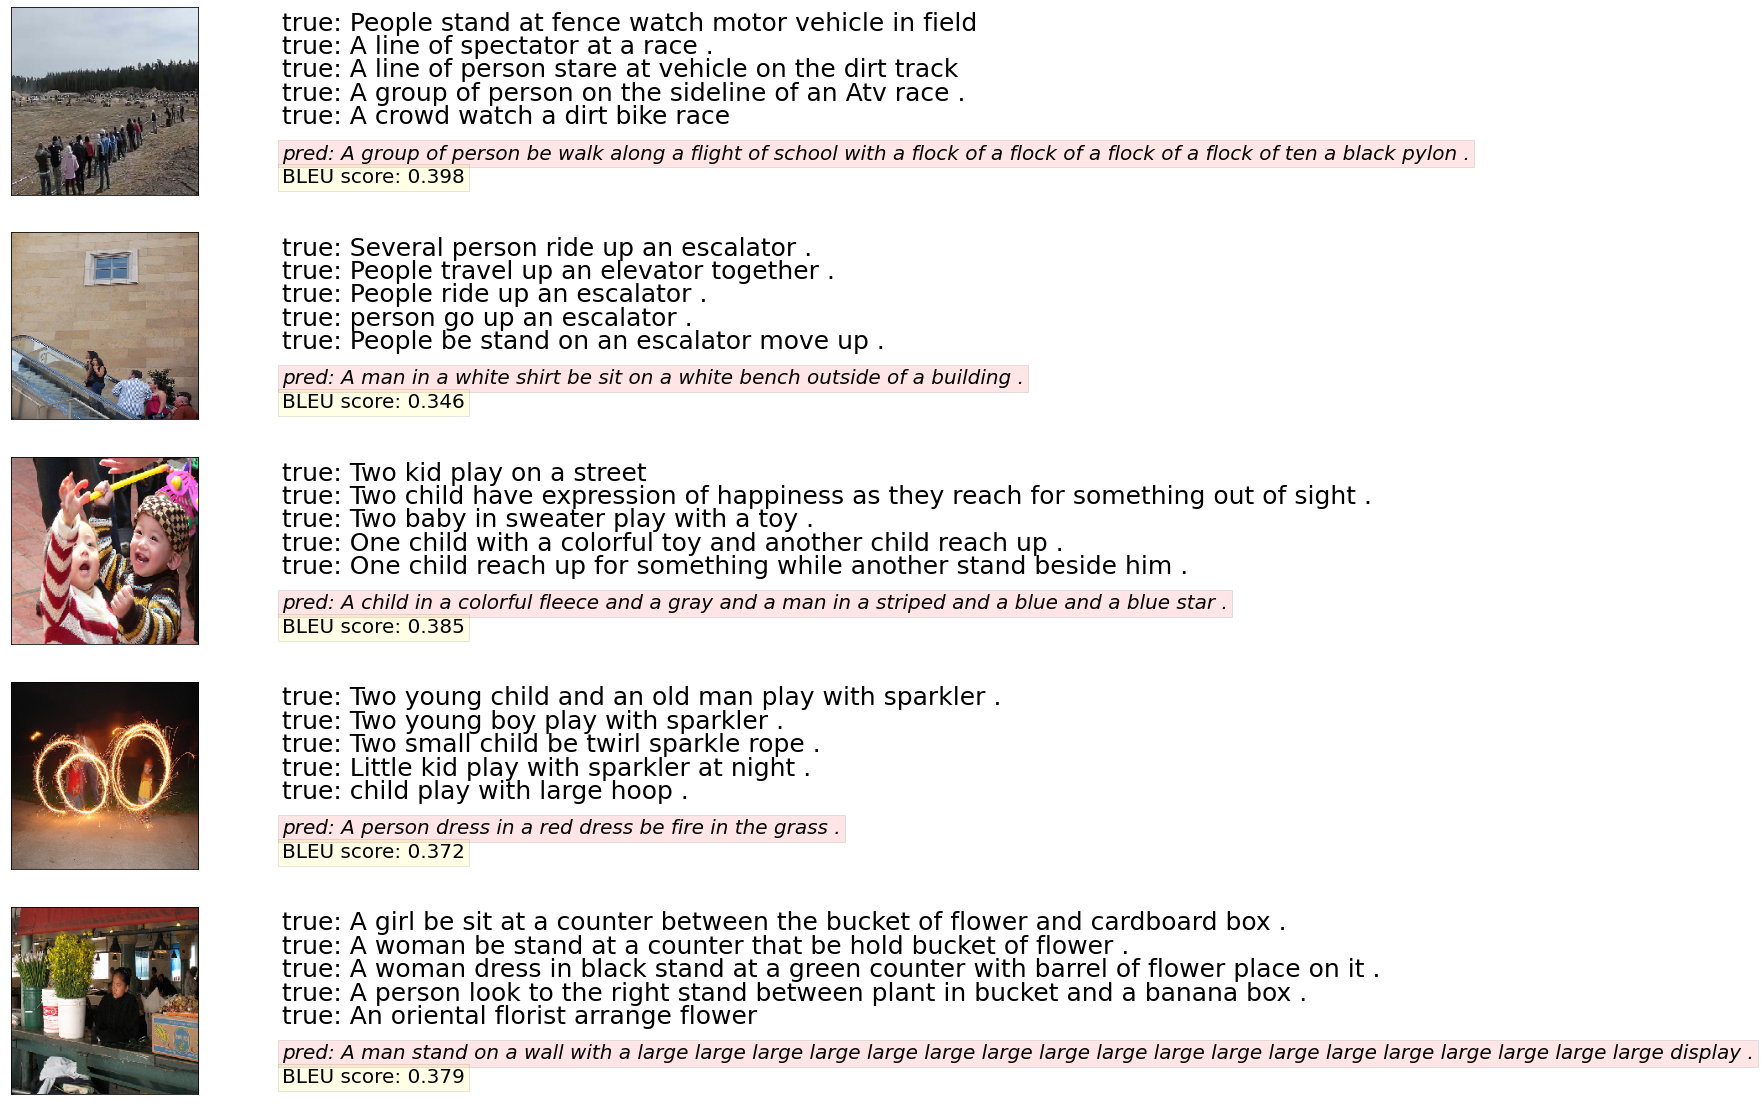 true: People stand at fence watch motor vehicle in field
true: A line of spectator at a race .
true: A line of person stare at vehicle on the dirt track
true: A group of person on the sideline of an Atv race .
true: A crowd watch a dirt bike race
pred: A group of person be walk along a flight of school with a flock of a flock of a flock of a flock of ten a black pylon .
BLEU score: 0.398
true: Several person ride up an escalator .
true: People travel up an elevator together .
true: People ride up an escalator .
true: person go up an escalator .
true: People be stand on an escalator move up .
pred: A man in a white shirt be sit on a white bench outside of a building .
BLEU score: 0.346
true: Two kid play on a street
true: Two child have expression of happiness as they reach for something out of sight .
true: Two baby in sweater play with a toy .
true: One child with a colorful toy and another child reach up .
true: One child reach up for something while another stand beside him .
pred: A child in a colorful fleece and a gray and a man in a striped and a blue and a blue star .
BLEU score: 0.385
true: Two young child and an old man play with sparkler .
true: Two young boy play with sparkler .
true: Two small child be twirl sparkle rope .
true: Little kid play with sparkler at night .
true: child play with large hoop .
pred: A person dress in a red dress be fire in the grass .
BLEU score: 0.372
true: A girl be sit at a counter between the bucket of flower and cardboard box .
true: A woman be stand at a counter that be hold bucket of flower .
true: A woman dress in black stand at a green counter with barrel of flower place on it .
true: A person look to the right stand between plant in bucket and a banana box .
true: An oriental florist arrange flower
pred: A man stand on a wall with a large large large large large large large large large large large large large large large large large large display .
BLEU score: 0.379